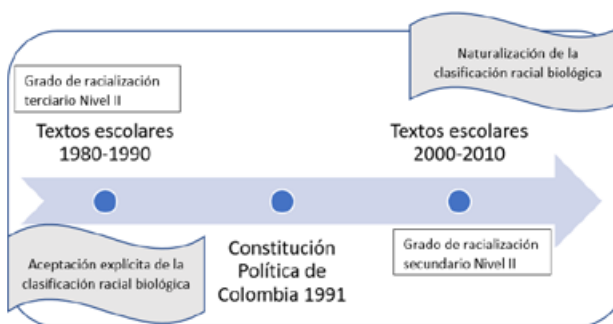 Naturalización de la
clasificación racial biológica
Grado de racialización
terciario Nivel II
Textos escolares
1980-1990
Textos escolares
2000-2010
Aceptación explícita de la
clasificación racial biológica
Constitución
Política de
Colombia 1991
Grado de racialización
secundario Nivel II